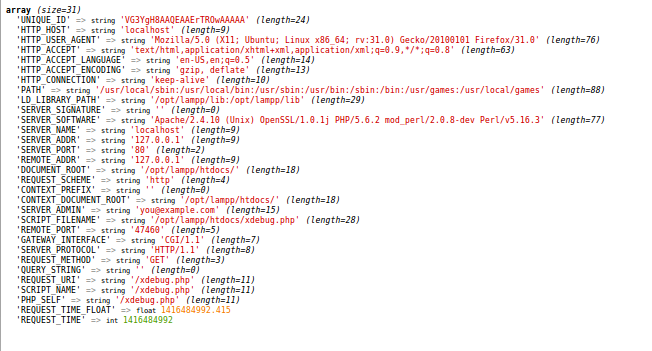 array (size=31)
'UNIQUE_ID' => string 'VG3YgH8AAQEAAErTROwAAAAA' (length=24)
'HTTP_HOST' => string 'localhost' (length=9)
'HTTP_USER_AGENT' => string 'Mozilla/5.0 (X11; Ubuntu; Linux x86_64; rv:31.0) Gecko/20100101 Firefox/31.0' (length=76)
'HTTP_ACCEPT' => string 'text/html,application/xhtml+xml,application/xml;q=0.9,*/*;q=0.8' (length=63)
'HTTP_ACCEPT_LANGUAGE' => string 'en-US,en;q=0.5' (length=14)
'HTTP_ACCEPT_ENCODING' => string 'gzip, deflate' (length=13)
'HTTP_CONNECTION' => string 'keep-alive' (length=10)
'PATH' => string '/usr/local/sbin:/usr/local/bin:/usr/sbin:/usr/bin:/sbin:/bin:/usr/games:/usr/local/games' (length=88)
'LD_LIBRARY_PATH' => string '/opt/lampp/lib:/opt/lampp/lib' (length=29)
'SERVER_SIGNATURE' => string '' (length=0)
'SERVER_SOFTWARE' => string 'Apache/2.4.10 (Unix) OpenSSL/1.0.1j PHP/5.6.2 mod_perl/2.0.8-dev Perl/v5.16.3' (length=77)
'SERVER_NAME' => string 'localhost' (length=9)
'SERVER_ADDR' => string '127.0.0.1' (length=9)
'SERVER_PORT' => string '80' (length=2)
'REMOTE_ADDR' => string '127.0.0.1' (length=9)
'DOCUMENT_ROOT' => string '/opt/lampp/htdocs/' (length=18)
'REQUEST_SCHEME' => string 'http' (length=4)
'CONTEXT_PREFIX' => string '' (length=0)
'CONTEXT_DOCUMENT_ROOT' => string '/opt/lampp/htdocs/' (length=18)
'SERVER_ADMIN' => string 'you@example.com' (length=15)
'SCRIPT_FILENAME' => string '/opt/lampp/htdocs/xdebug.php' (length=28)
'REMOTE_PORT' => string '47460' (length=5)
'GATEWAY_INTERFACE' => string 'CGI/1.1' (length=7)
'SERVER_PROTOCOL' => string 'HTTP/1.1' (length=8)
'REQUEST_METHOD' => string 'GET' (length=3)
'QUERY_STRING' => string '' (length=0)
'REQUEST_URI' => string '/xdebug.php' (length=11)
'SCRIPT_NAME' => string '/xdebug.php' (length=11)
'PHP_SELF' => string '/xdebug.php' (length=11)
'REQUEST_TIME_FLOAT' => float 1416484992.415
'REQUEST_TIME' => int 1416484992